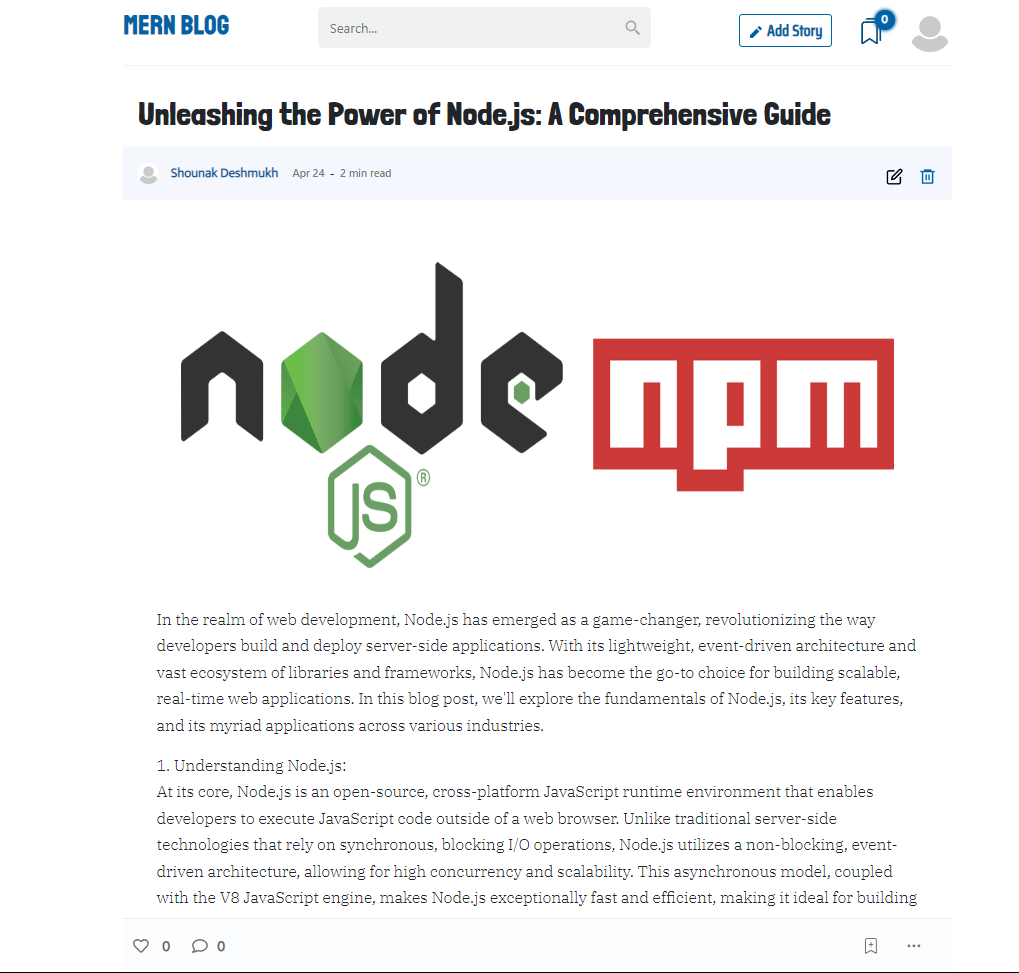 MERN BLOG
Search...
Add Story
0
Unleashing the Power of Node.js: A Comprehensive Guide
Shounak Deshmukh Apr 24 - 2 min read
node
npm
JS ®
In the realm of web development, Node.js has emerged as a game-changer, revolutionizing the way
developers build and deploy server-side applications. With its lightweight, event-driven architecture and
vast ecosystem of libraries and frameworks, Node.js has become the go-to choice for building scalable,
real-time web applications. In this blog post, we'll explore the fundamentals of Node.js, its key features,
and its myriad applications across various industries.
1. Understanding Node.js:
At its core, Node.js is an open-source, cross-platform JavaScript runtime environment that enables
developers to execute JavaScript code outside of a web browser. Unlike traditional server-side
technologies that rely on synchronous, blocking I/O operations, Node.js utilizes a non-blocking, event-
driven architecture, allowing for high concurrency and scalability. This asynchronous model, coupled
with the V8 JavaScript engine, makes Node.js exceptionally fast and efficient, making it ideal for building
0 0